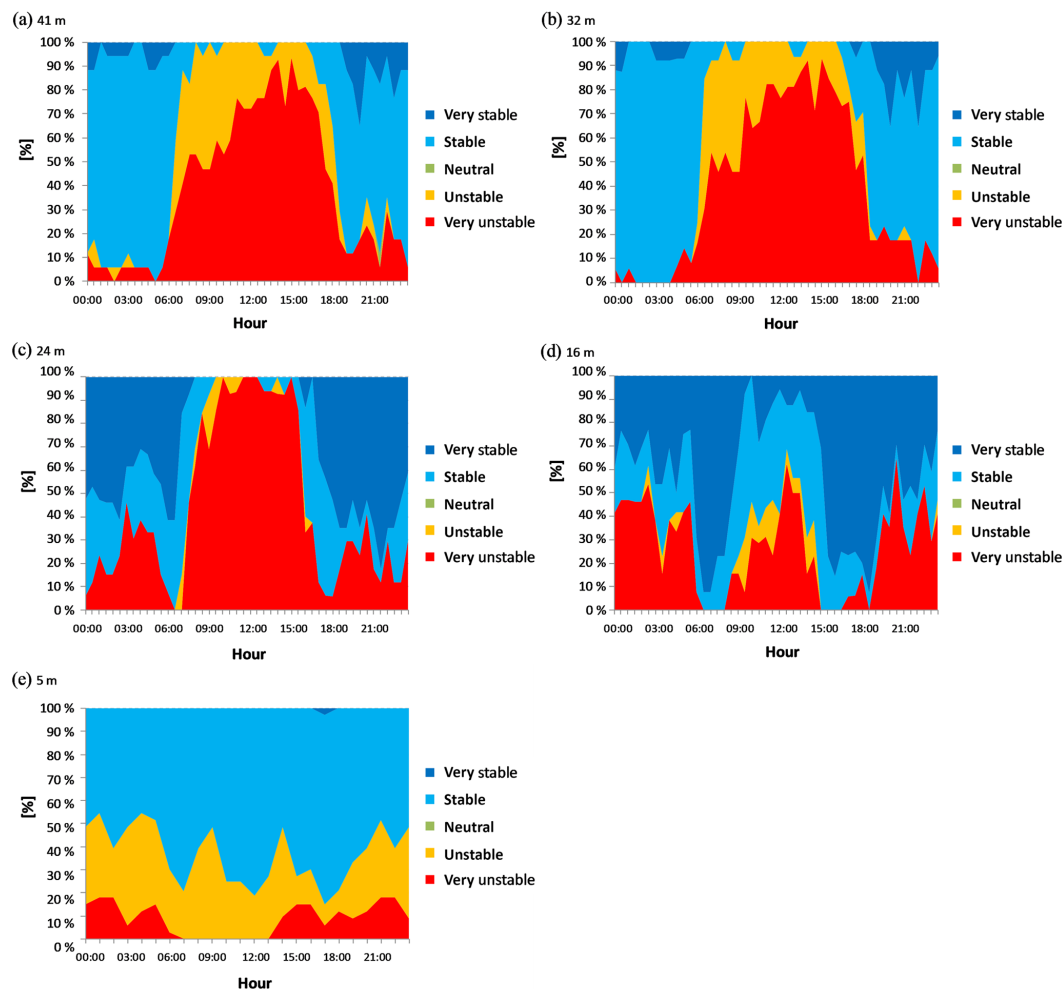 (a) 41 m
100 %
90 %
80 %
70 %
60 %
50 %
40 %
30 %
20 %
10 %
0 %
[%]
00:00 03:00 06:00 09:00 12:00 15:00 18:00 21:00
Hour
Very stable
Stable
Neutral
Unstable
Very unstable
(b) 32 m
100 %
90 %
80 %
70 %
60 %
50 %
40 %
30 %
20 %
10 %
0 %
[%]
00:00 03:00 06:00 09:00 12:00 15:00 18:00 21:00
Hour
Very stable
Stable
Neutral
Unstable
Very unstable
(c) 24 m
100 %
90 %
80 %
70 %
60 %
50 %
40 %
30 %
20 %
10 %
0 %
[%]
00:00 03:00 06:00 09:00 12:00 15:00 18:00 21:00
Hour
Very stable
Stable
Neutral
Unstable
Very unstable
(d) 16 m
100 %
90 %
80 %
70 %
60 %
50 %
40 %
30 %
20 %
10 %
0 %
[%]
00:00 03:00 06:00 09:00 12:00 15:00 18:00 21:00
Hour
Very stable
Stable
Neutral
Unstable
Very unstable
(e) 5 m
100 %
90 %
80 %
70 %
60 %
50 %
40 %
30 %
20 %
10 %
0 %
[%]
00:00 03:00 06:00 09:00 12:00 15:00 18:00 21:00
Hour
Very stable
Stable
Neutral
Unstable
Very unstable